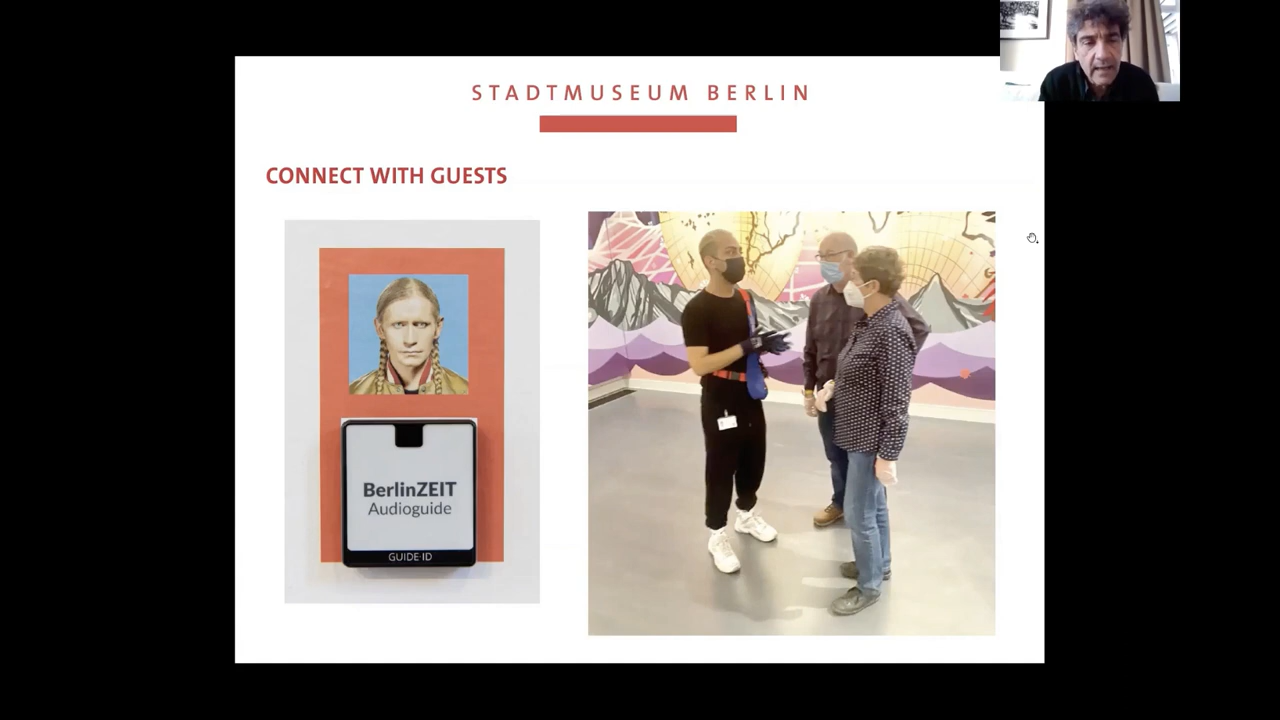 STADTMUSEUM BERLIN
CONNECT WITH GUESTS
BerlinZEIT
Audioguide
GUIDE ID